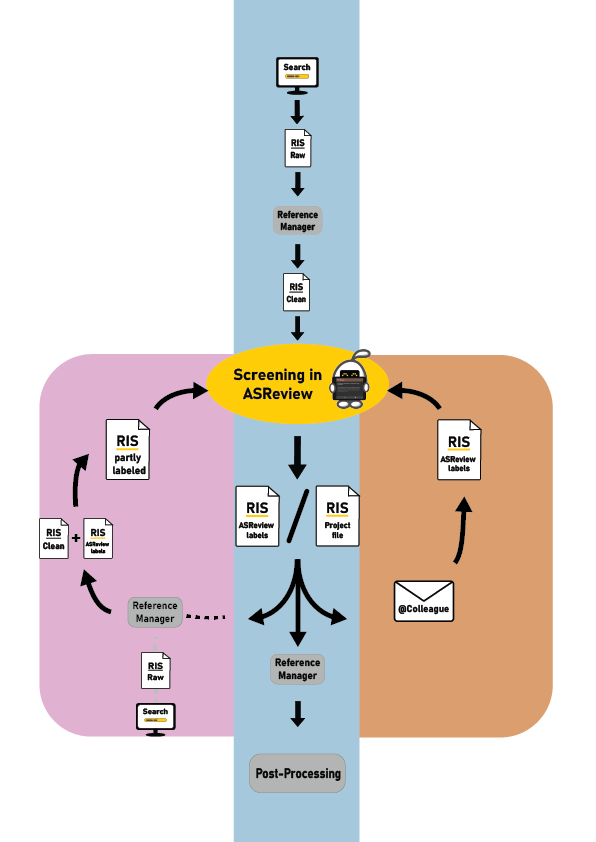 Search
RIS
Raw
Reference
Manager
RIS
Clean
Screening in
ASReview
RIS
partly
labeled
RIS
ASReview
labels
RIS
ASReview
labels
RIS
Project
file
RIS
Clean
+
RIS
ASReview
labels
@Colleague
Reference
Manager
RIS
Raw
Search
Reference
Manager
Post-Processing